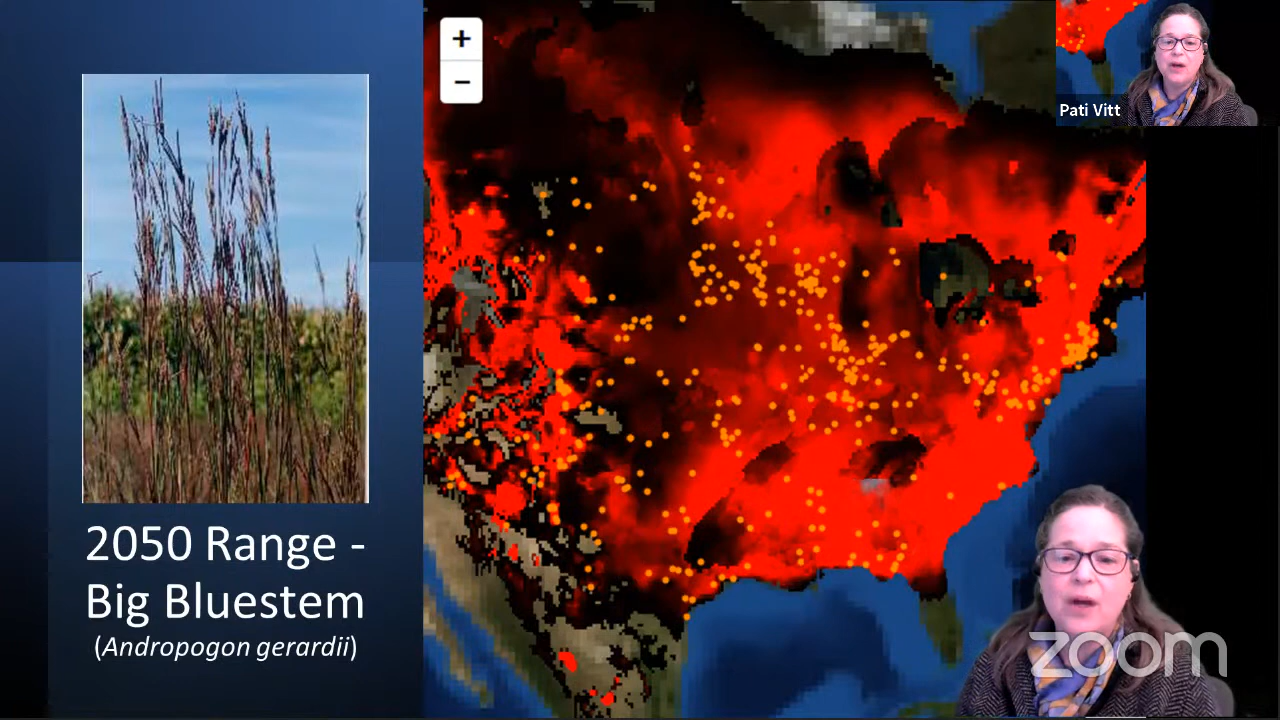 +
−
Pati Vitt
2050 Range -
Big Bluestem
(Andropogon gerardii)
zoom